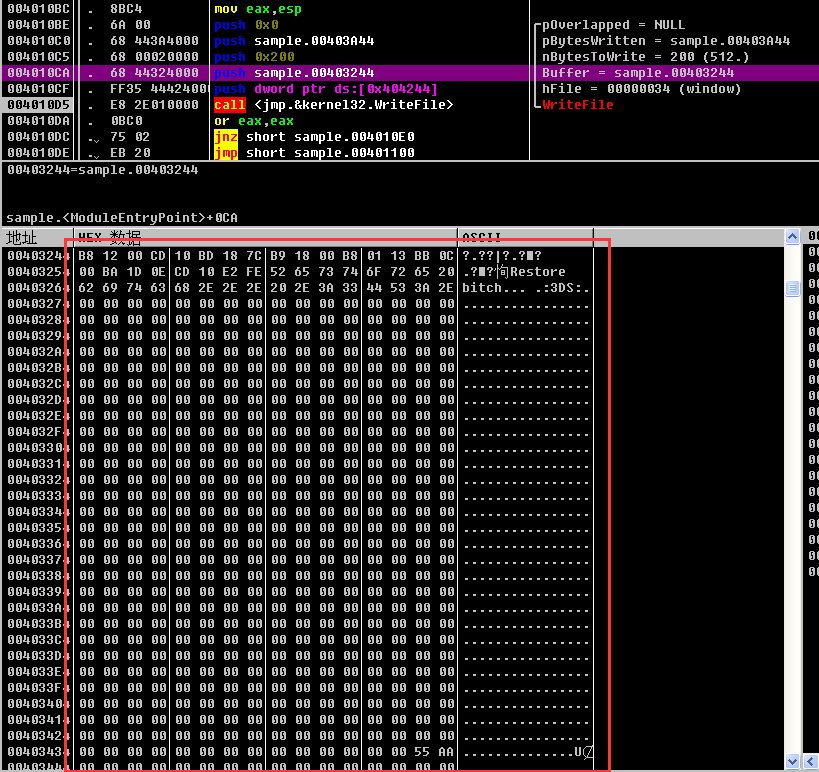 004010BC . 8BC4 mov eax,esp
004010BE . 6A 00 push 0x0 pOverlapped = NULL
004010C0 . 68 443A4000 push sample.00403A44 pBytesWritten = sample.00403A44
004010C5 . 68 00020000 push 0x200 nBytesToWrite = 200 (512.)
004010CA . 68 44324000 push sample.00403244 Buffer = sample.00403244
004010CF . FF35 44424000 push dword ptr ds:[0x404244] hFile = 00000034 (window)
004010D5 . E8 2E010000 call <jmp.&kernel32.WriteFile> WriteFile
004010DA . 0BC0 or eax,eax
004010DC . 75 02 jnz short sample.004010E0
004010DE . EB 20 jmp short sample.00401100
00403244=sample.00403244
sample.<ModuleEntryPoint>+0CA
地址 HEX 数据 ASCII
00403244 B8 12 00 CD 10 BD 18 7C B9 18 00 B8 01 13 BB 0C ?.??|?.?■?
00403254 00 BA 1D 0E CD 10 E2 FE 52 65 73 74 6F 72 65 20 .?■?Restore
00403264 62 69 74 63 68 2E 2E 2E 20 2E 3A 33 44 53 3A 2E bitch... .:3DS:.
00403274 00 00 00 00 00 00 00 00 00 00 00 00 00 00 00 00 ................
00403284 00 00 00 00 00 00 00 00 00 00 00 00 00 00 00 00 ................
00403294 00 00 00 00 00 00 00 00 00 00 00 00 00 00 00 00 ................
004032A4 00 00 00 00 00 00 00 00 00 00 00 00 00 00 00 00 ................
004032B4 00 00 00 00 00 00 00 00 00 00 00 00 00 00 00 00 ................
004032C4 00 00 00 00 00 00 00 00 00 00 00 00 00 00 00 00 ................
004032D4 00 00 00 00 00 00 00 00 00 00 00 00 00 00 00 00 ................
004032E4 00 00 00 00 00 00 00 00 00 00 00 00 00 00 00 00 ................
004032F4 00 00 00 00 00 00 00 00 00 00 00 00 00 00 00 00 ................
00403304 00 00 00 00 00 00 00 00 00 00 00 00 00 00 00 00 ................
00403314 00 00 00 00 00 00 00 00 00 00 00 00 00 00 00 00 ................
00403324 00 00 00 00 00 00 00 00 00 00 00 00 00 00 00 00 ................
00403334 00 00 00 00 00 00 00 00 00 00 00 00 00 00 00 00 ................
00403344 00 00 00 00 00 00 00 00 00 00 00 00 00 00 00 00 ................
00403354 00 00 00 00 00 00 00 00 00 00 00 00 00 00 00 00 ................
00403364 00 00 00 00 00 00 00 00 00 00 00 00 00 00 00 00 ................
00403374 00 00 00 00 00 00 00 00 00 00 00 00 00 00 00 00 ................
00403384 00 00 00 00 00 00 00 00 00 00 00 00 00 00 00 00 ................
00403394 00 00 00 00 00 00 00 00 00 00 00 00 00 00 00 00 ................
004033A4 00 00 00 00 00 00 00 00 00 00 00 00 00 00 00 00 ................
004033B4 00 00 00 00 00 00 00 00 00 00 00 00 00 00 00 00 ................
004033C4 00 00 00 00 00 00 00 00 00 00 00 00 00 00 00 00 ................
004033D4 00 00 00 00 00 00 00 00 00 00 00 00 00 00 00 00 ................
004033E4 00 00 00 00 00 00 00 00 00 00 00 00 00 00 00 00 ................
004033F4 00 00 00 00 00 00 00 00 00 00 00 00 00 00 00 00 ................
00403404 00 00 00 00 00 00 00 00 00 00 00 00 00 00 00 00 ................
00403414 00 00 00 00 00 00 00 00 00 00 00 00 00 00 00 00 ................
00403424 00 00 00 00 00 00 00 00 00 00 00 00 00 00 00 00 ................
00403434 00 00 00 00 00 00 00 00 00 00 00 00 00 00 55 AA ..............U
00403444 00 00 00 00 00 00 00 00 00 00 00 00 00 00 00 00 ................